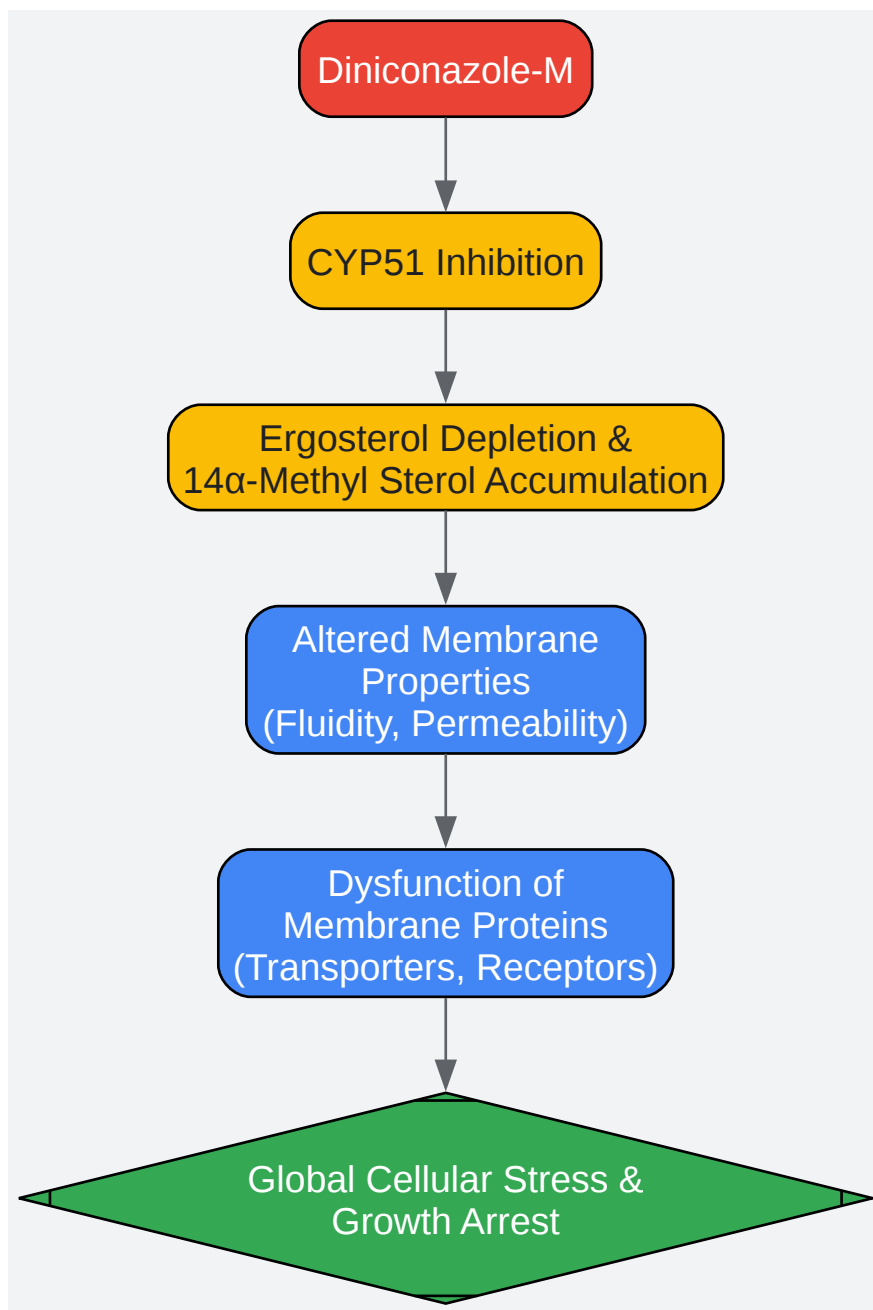 Diniconazole-M
CYP51 Inhibition
Ergosterol Depletion &
14α-Methyl Sterol Accumulation
Altered Membrane
Properties
(Fluidity, Permeability)
Dysfunction of
Membrane Proteins
(Transporters, Receptors)
Global Cellular Stress &
Growth Arrest